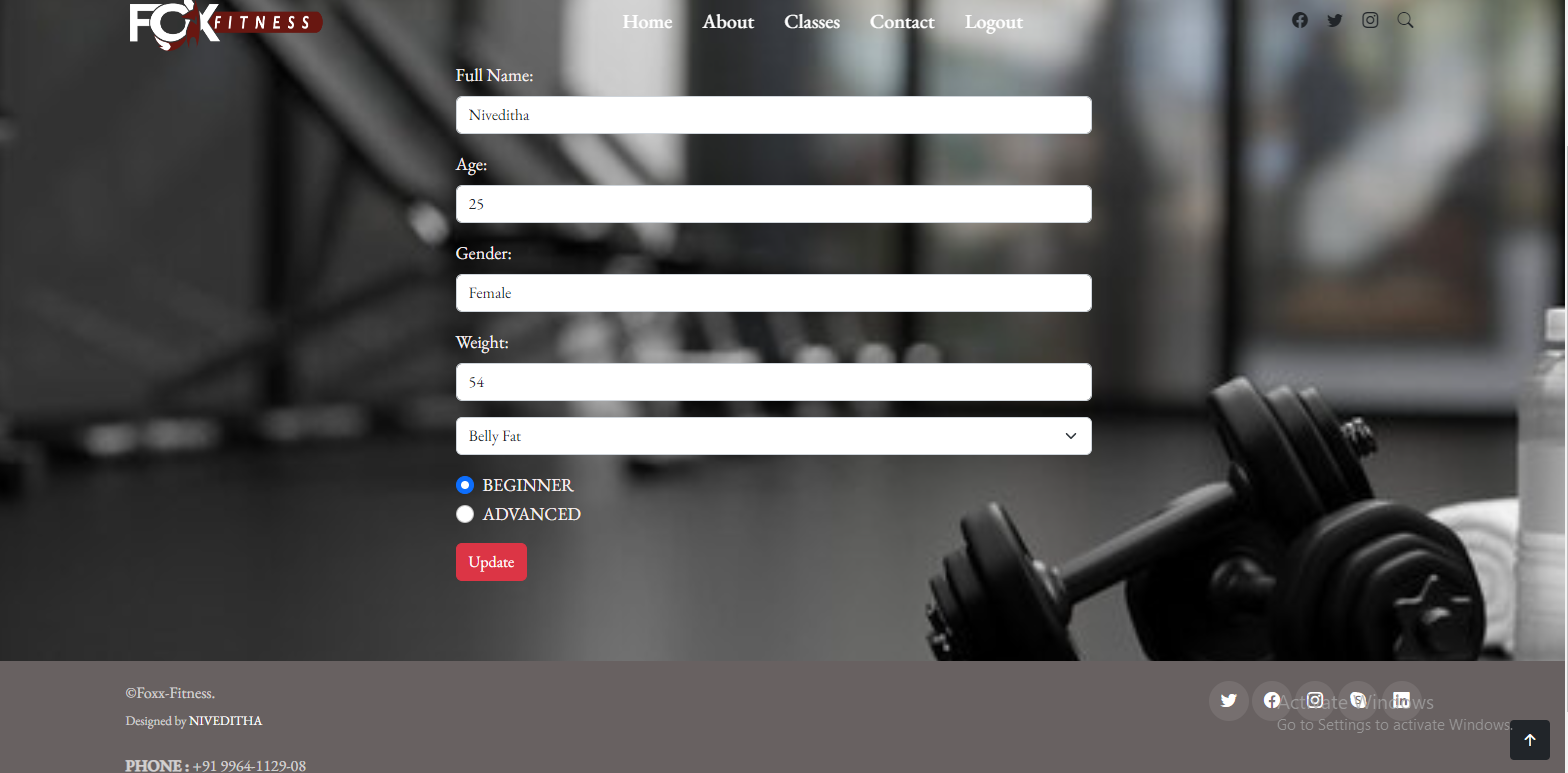 FOX FITNESS
Home About Classes Contact Logout
Full Name:
Niveditha
Age:
25
Gender:
Female
Weight:
54
Belly Fat
BEGINNER
ADVANCED
Update
©Foxx-Fitness.
Designed by NIVEDITHA
PHONE : +91 9964-1129-08
Activate Windows
Go to Settings to activate Windows.